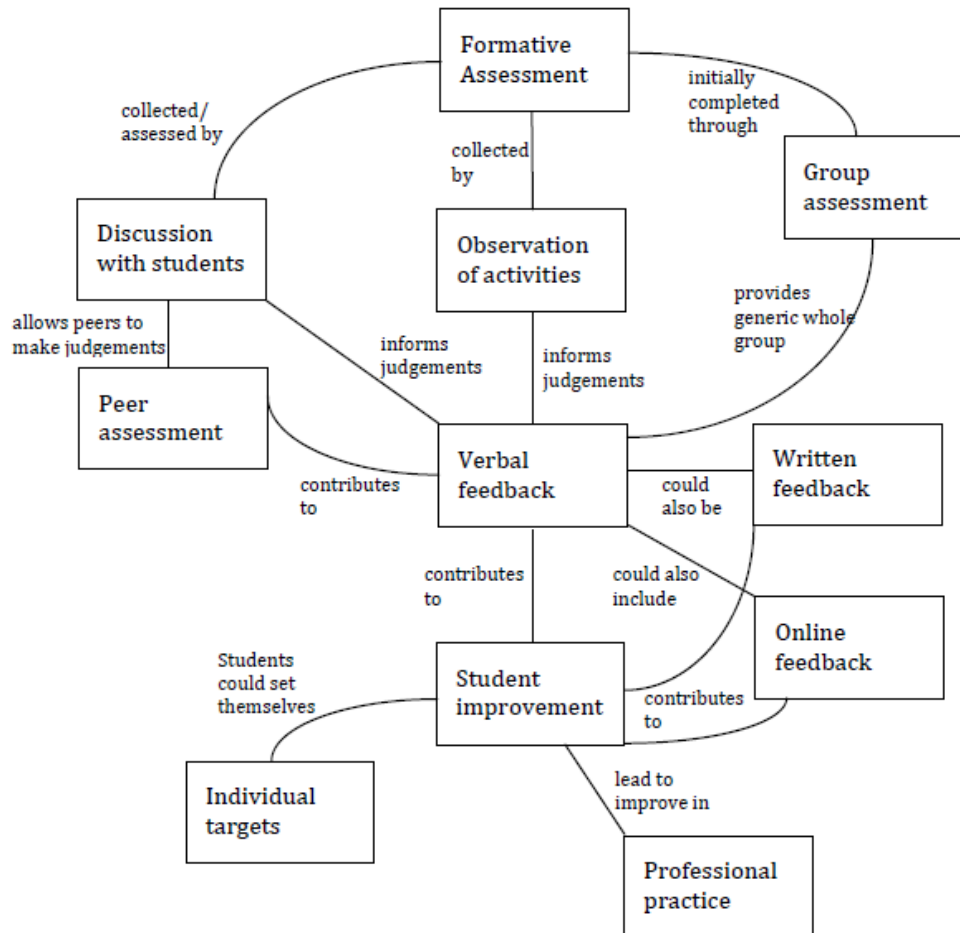 Formative
Assessment
initially
completed
through
collected/
assessed by
collected
by
Group
assessment
Discussion
with students
Observation
of activities
provides
generic whole
group
allows peers to
make judgements
informs
judgements
informs
judgements
Peer
assessment
Verbal
feedback
Written
feedback
contributes
to
could
also be
contributes
to
could also
include
Online
feedback
Students
could set
themselves
Student
improvement
contributes
to
Individual
targets
lead to
improve in
Professional
practice